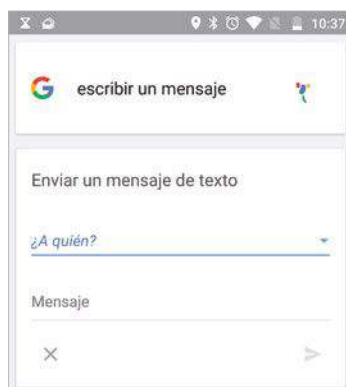 10:37
escribir un mensaje
Enviar un mensaje de texto
¿A quién?
Mensaje